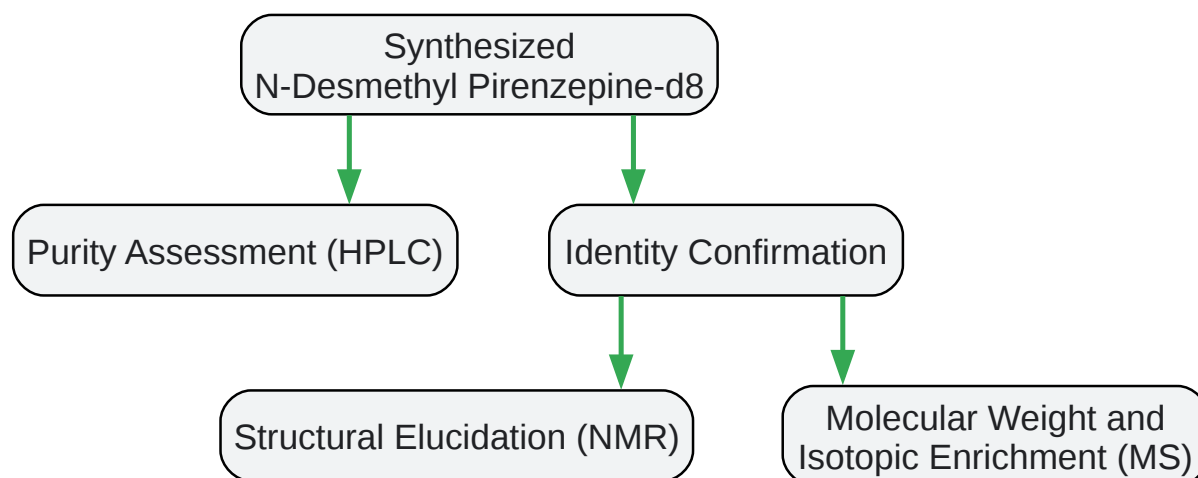 Synthesized
N-Desmethyl Pirenzepine-d8
Purity Assessment (HPLC)
Identity Confirmation
Structural Elucidation (NMR)
Molecular Weight and
Isotopic Enrichment (MS)